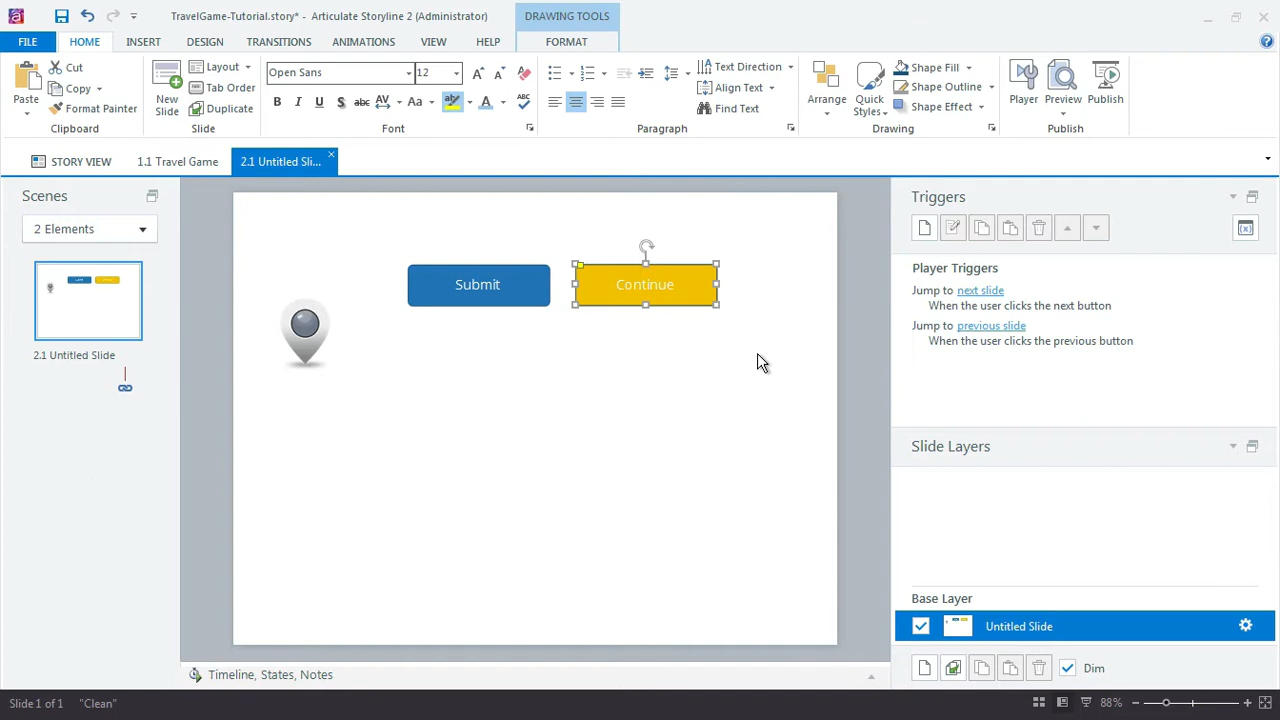 TravelGame-Tutorial.story* - Articulate Storyline 2 (Administrator)
DRAWING TOOLS
FILE HOME INSERT DESIGN TRANSITIONS ANIMATIONS VIEW HELP FORMAT
Paste
Cut
Copy
Format Painter
Clipboard
New Slide
Layout
Tab Order
Duplicate
Slide
Open Sans 12
B I U S abc AV Aa A
Font
Paragraph
Text Direction
Align Text
Find Text
Arrange
Quick Styles
Shape Fill
Shape Outline
Shape Effect
Drawing
Player
Preview
Publish
Publish
STORY VIEW 1.1 Travel Game 2.1 Untitled Sli...
Scenes
2 Elements
2.1 Untitled Slide
Submit
Continue
Triggers
Player Triggers
Jump to next slide
When the user clicks the next button
Jump to previous slide
When the user clicks the previous button
Slide Layers
Base Layer
Untitled Slide
Dim
Timeline, States, Notes
Slide 1 of 1 "Clean" 88%